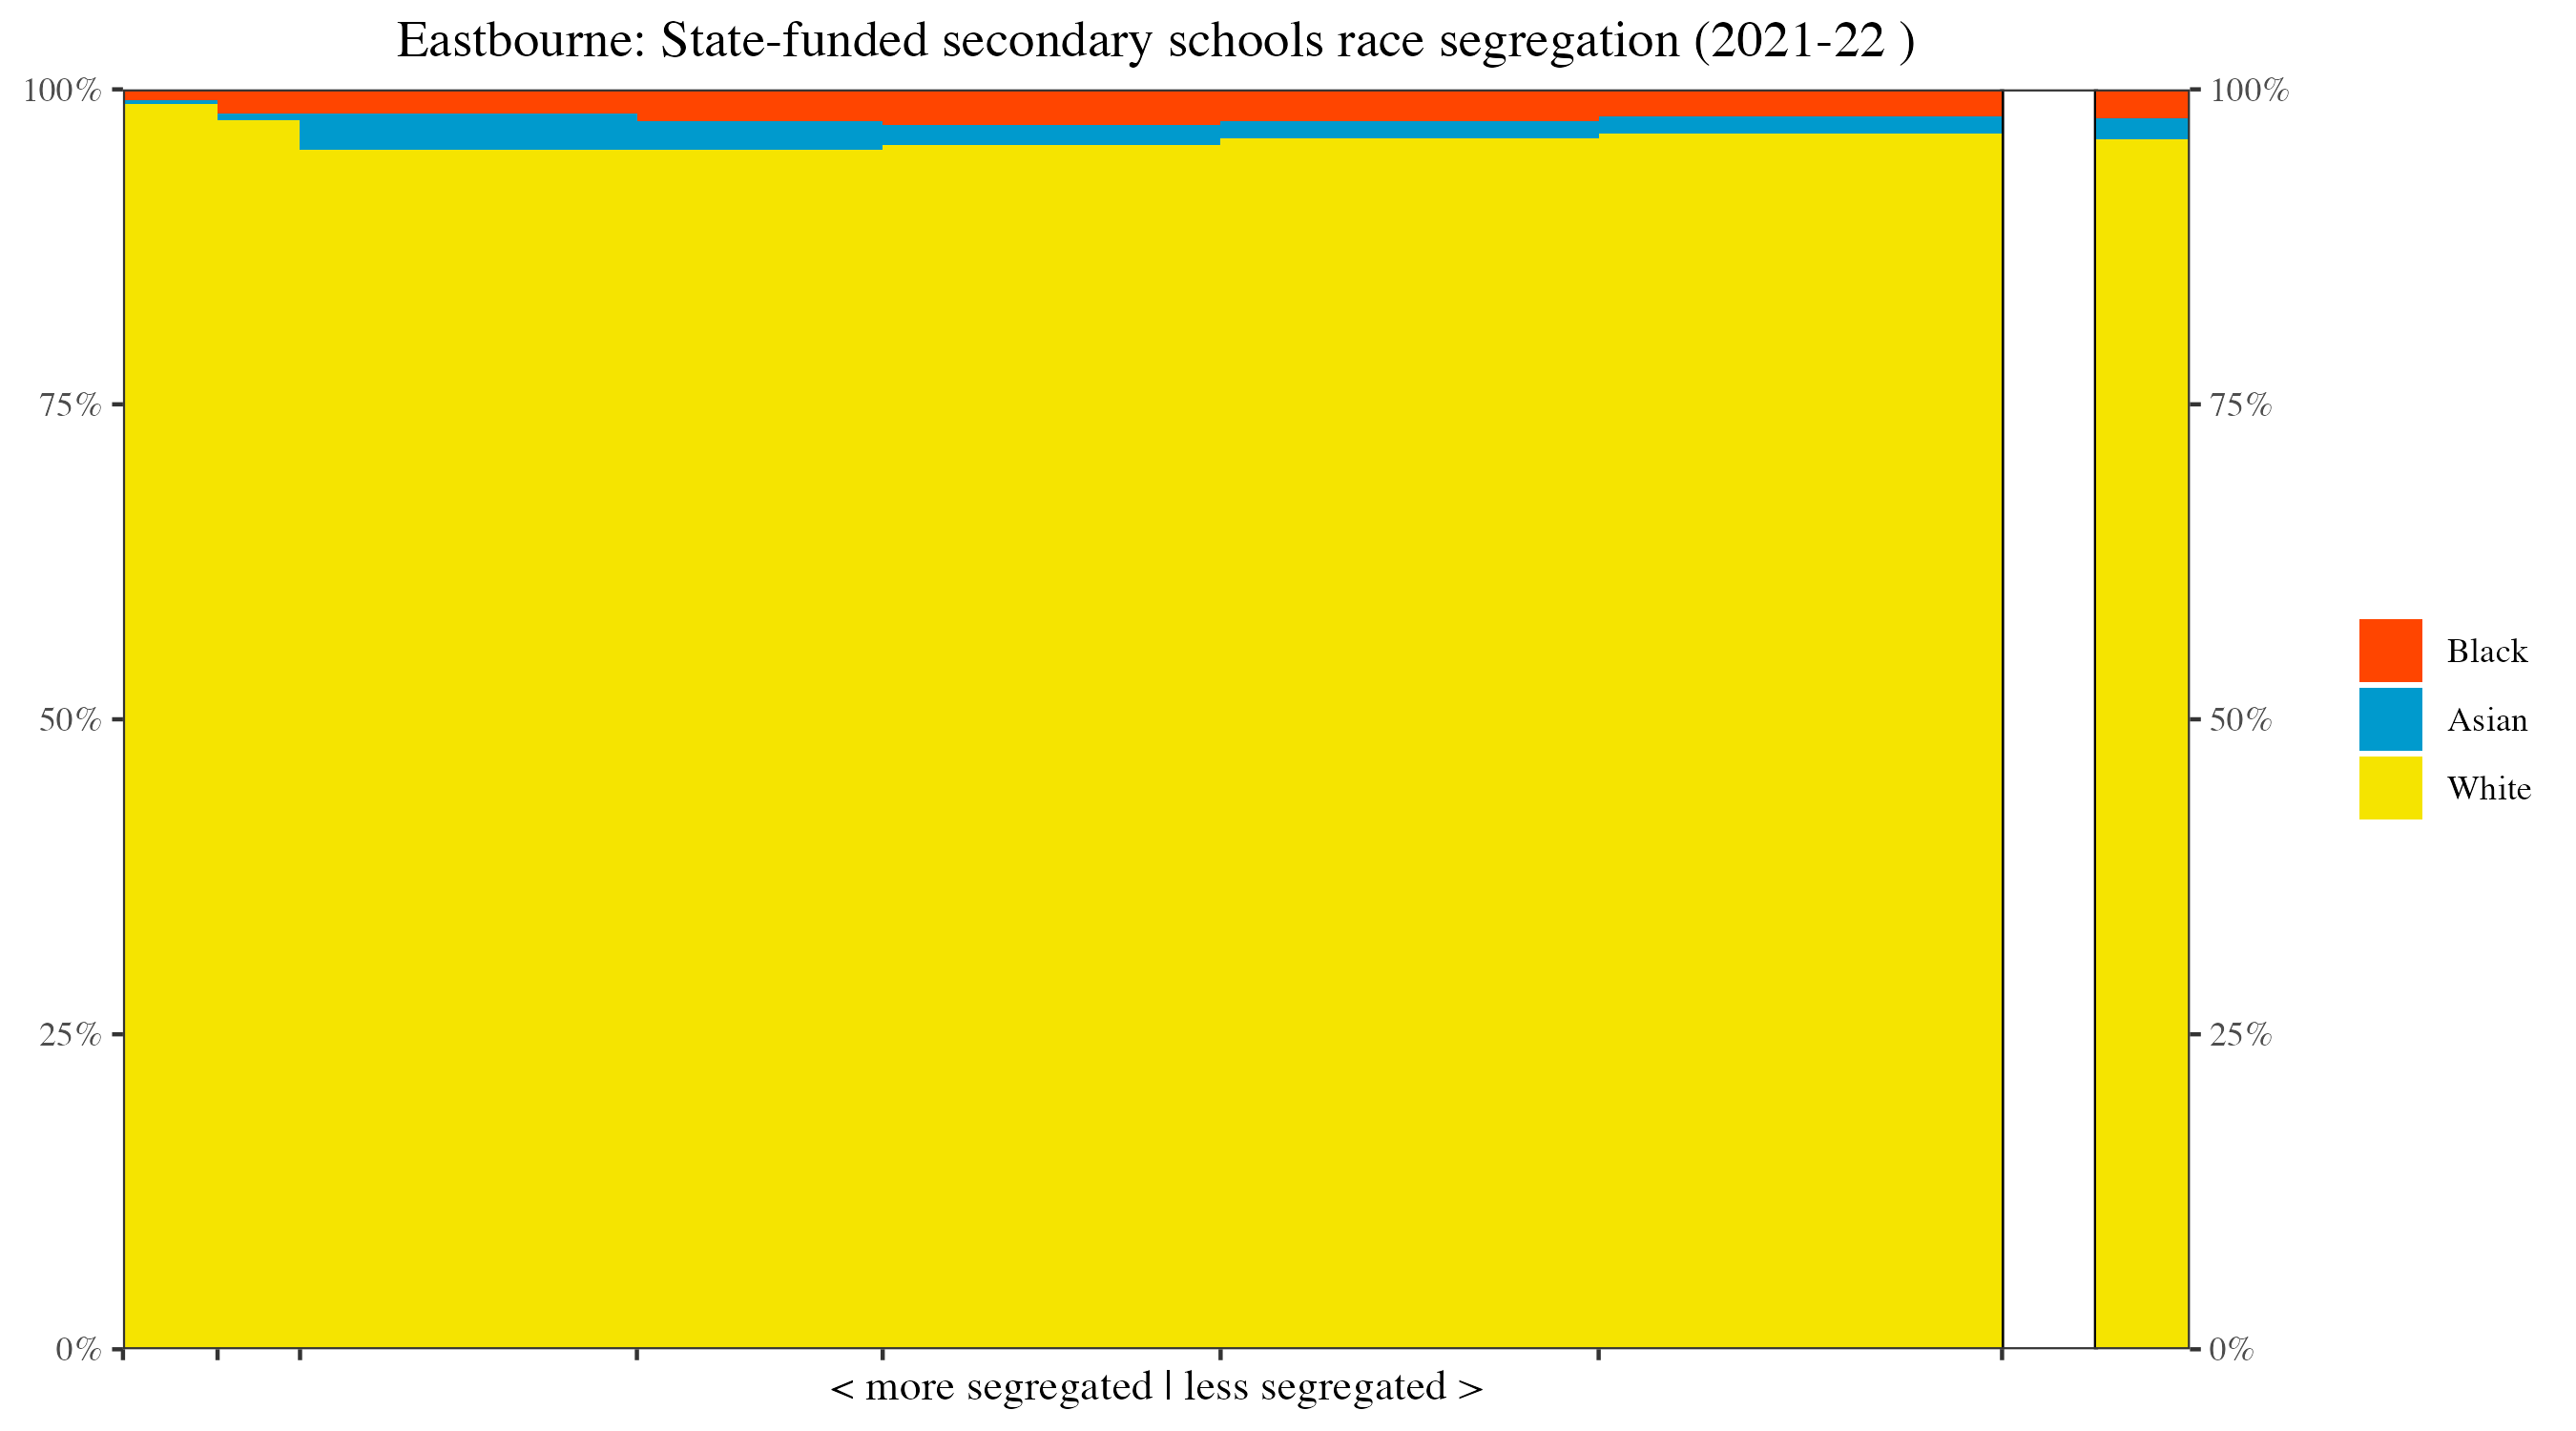 Eastbourne: State-funded secondary schools race segregation (2021-22 )
100%
75%
50%
25%
0%
100%
75%
50%
25%
0%
Black
Asian
White
< more segregated | less segregated >